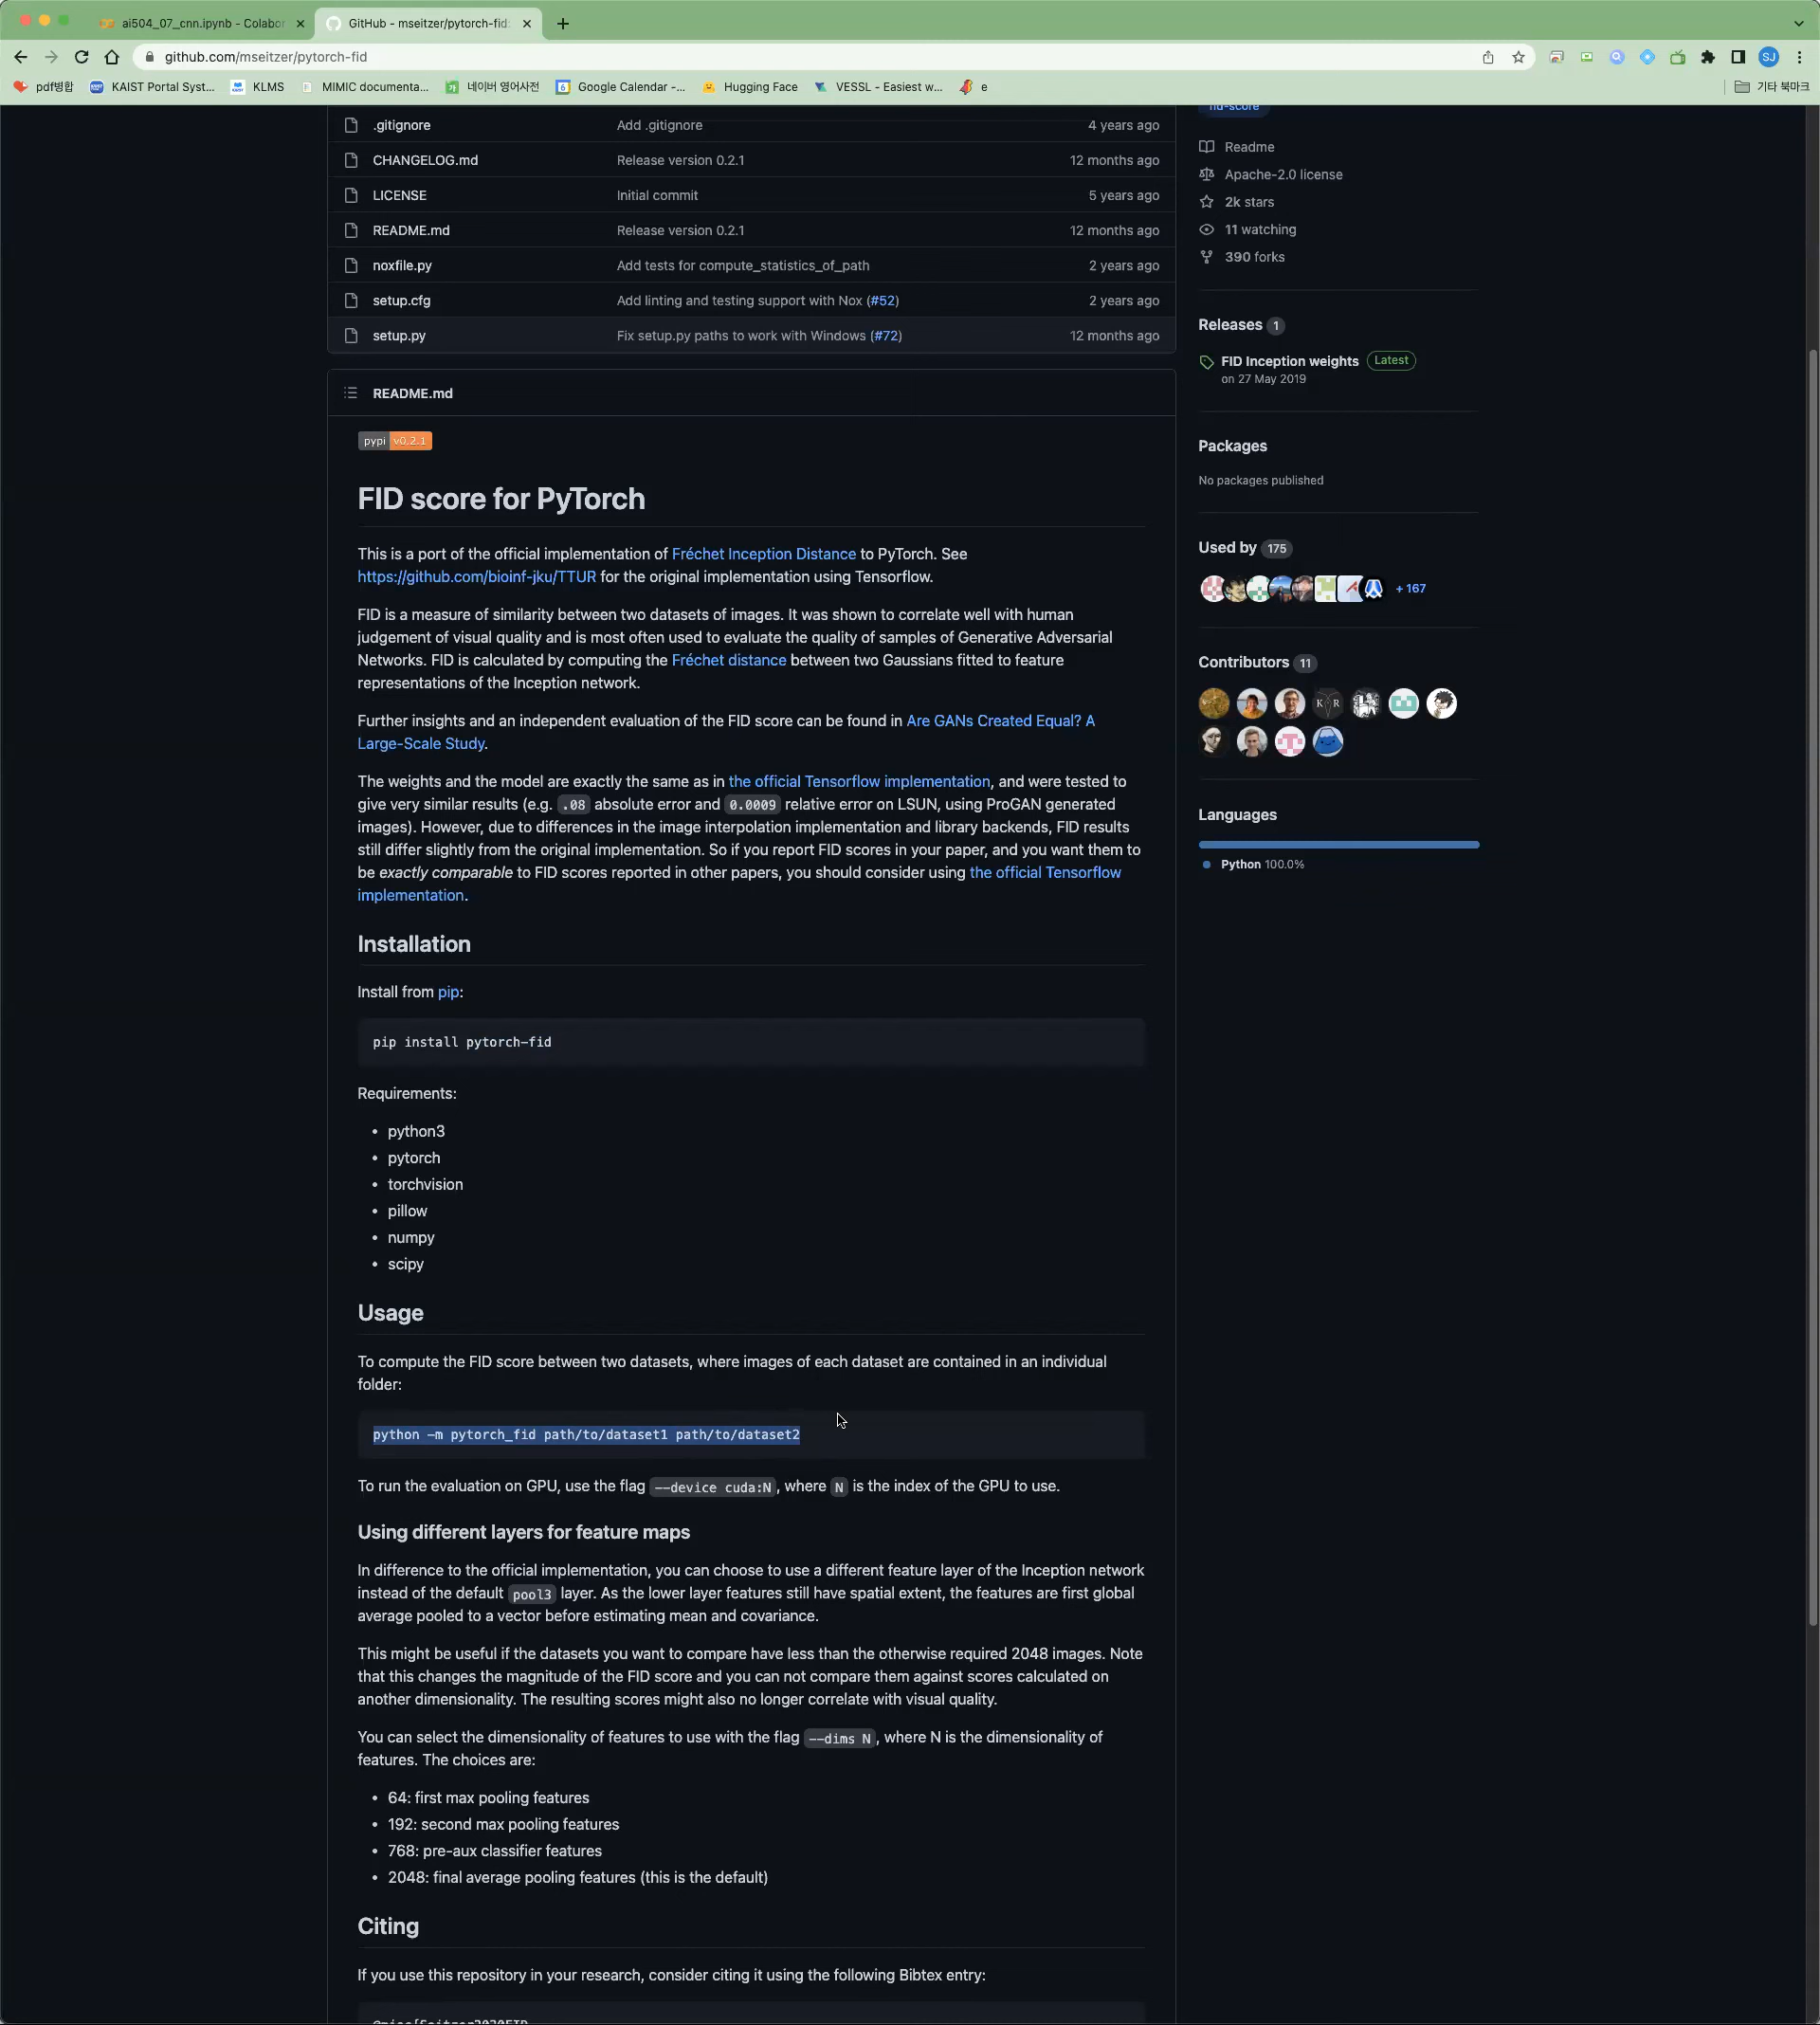 ai504_07_cnn.ipynb - Colabor
GitHub - mseitzer/pytorch-fid:
github.com/mseitzer/pytorch-fid
SJ
pdf병합
KAIST Portal Syst...
KLMS
MIMIC documenta...
네이버 영어사전
Google Calendar -...
Hugging Face
VESSL - Easiest w...
e
기타 북마크
.gitignore Add .gitignore 4 years ago
CHANGELOG.md Release version 0.2.1 12 months ago
LICENSE Initial commit 5 years ago
README.md Release version 0.2.1 12 months ago
noxfile.py Add tests for compute_statistics_of_path 2 years ago
setup.cfg Add linting and testing support with Nox (#52) 2 years ago
setup.py Fix setup.py paths to work with Windows (#72) 12 months ago
README.md
pypi v0.2.1
FID score for PyTorch
This is a port of the official implementation of Fréchet Inception Distance to PyTorch. See
https://github.com/bioinf-jku/TTUR for the original implementation using Tensorflow.
FID is a measure of similarity between two datasets of images. It was shown to correlate well with human
judgement of visual quality and is most often used to evaluate the quality of samples of Generative Adversarial
Networks. FID is calculated by computing the Fréchet distance between two Gaussians fitted to feature
representations of the Inception network.
Further insights and an independent evaluation of the FID score can be found in Are GANs Created Equal? A
Large-Scale Study.
The weights and the model are exactly the same as in the official Tensorflow implementation, and were tested to
give very similar results (e.g. .08 absolute error and 0.0009 relative error on LSUN, using ProGAN generated
images). However, due to differences in the image interpolation implementation and library backends, FID results
still differ slightly from the original implementation. So if you report FID scores in your paper, and you want them to
be exactly comparable to FID scores reported in other papers, you should consider using the official Tensorflow
implementation.
Installation
Install from pip:
pip install pytorch-fid
Requirements:
• python3
• pytorch
• torchvision
• pillow
• numpy
• scipy
Usage
To compute the FID score between two datasets, where images of each dataset are contained in an individual
folder:
python -m pytorch_fid path/to/dataset1 path/to/dataset2
To run the evaluation on GPU, use the flag --device cuda:N, where N is the index of the GPU to use.
Using different layers for feature maps
In difference to the official implementation, you can choose to use a different feature layer of the Inception network
instead of the default pool3 layer. As the lower layer features still have spatial extent, the features are first global
average pooled to a vector before estimating mean and covariance.
This might be useful if the datasets you want to compare have less than the otherwise required 2048 images. Note
that this changes the magnitude of the FID score and you can not compare them against scores calculated on
another dimensionality. The resulting scores might also no longer correlate with visual quality.
You can select the dimensionality of features to use with the flag --dims N, where N is the dimensionality of
features. The choices are:
• 64: first max pooling features
• 192: second max pooling features
• 768: pre-aux classifier features
• 2048: final average pooling features (this is the default)
Citing
If you use this repository in your research, consider citing it using the following Bibtex entry:
@misc{Seitzer2020FID,
fid-score
Readme
Apache-2.0 license
2k stars
11 watching
390 forks
Releases 1
FID Inception weights Latest
on 27 May 2019
Packages
No packages published
Used by 175
+ 167
Contributors 11
K R
Languages
Python 100.0%